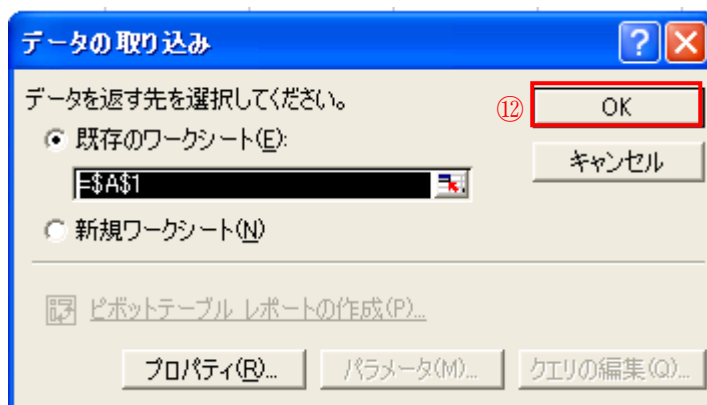 データの取り込み
データを返す先を選択してください。
⑫ OK
既存のワークシート(E):
キャンセル
=$A$1
新規ワークシート(N)
ピボットテーブル レポートの作成(P)...
プロパティ(R)... パラメータ(M)... クエリの編集(Q)...